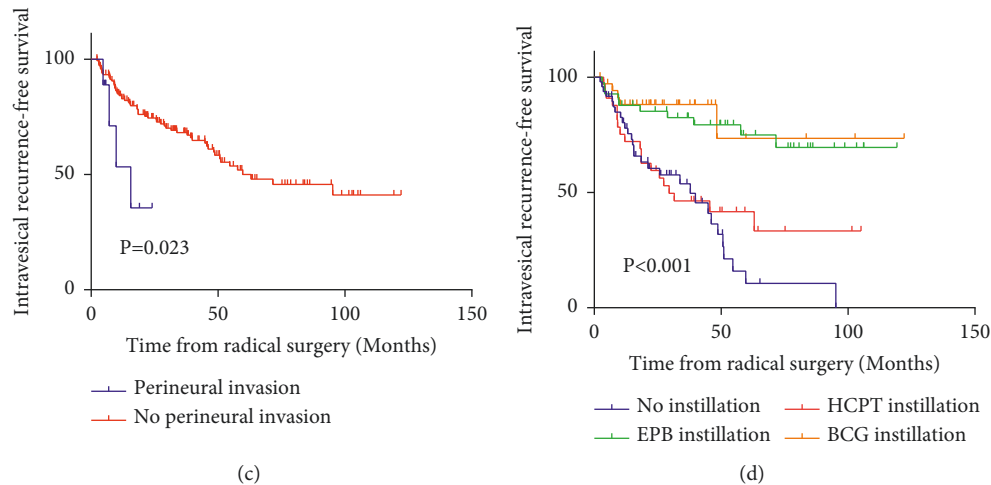 Intravesical recurrence-free survival
100
50
0
P=0.023
0 50 100 150
Time from radical surgery (Months)
Perineural invasion
No perineural invasion
(c)
Intravesical recurrence-free survival
100
50
0
P<0.001
0 50 100 150
Time from radical surgery (Months)
No instillation HCPT instillation
EPB instillation BCG instillation
(d)